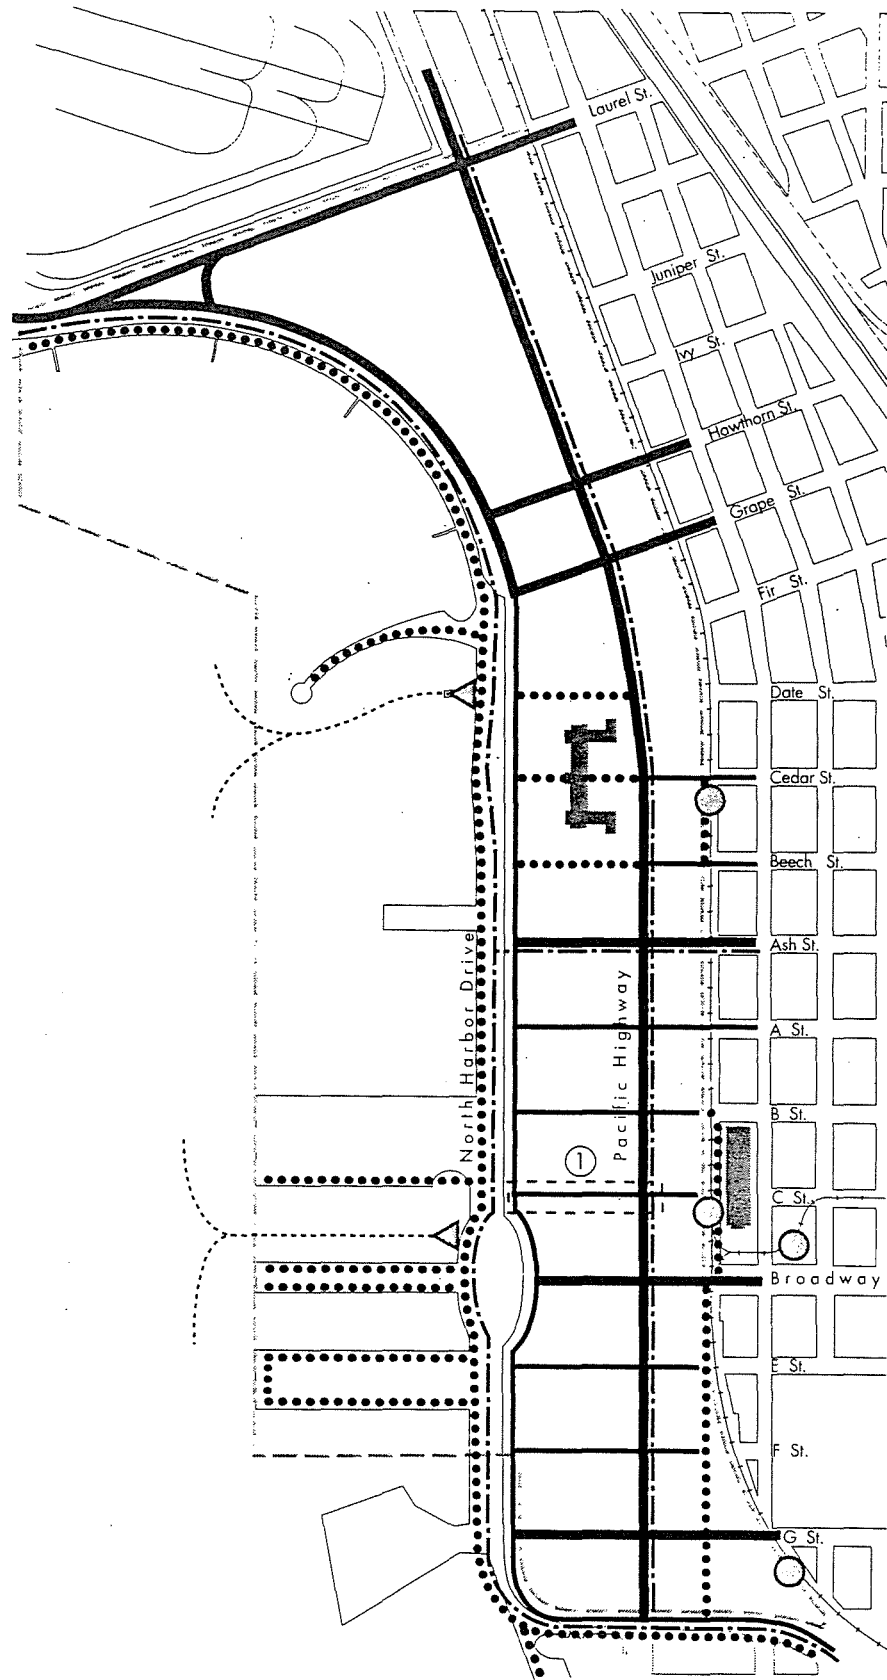 Laurel St.
Juniper St.
Ivy St.
Hawthorn St.
Grape St.
Fir St.
Date St.
Cedar St.
Beech St.
North Harbor Drive
Pacific Highway
Ash St.
A St.
B St.
1
C St.
Broadway
E St.
F St.
G St.